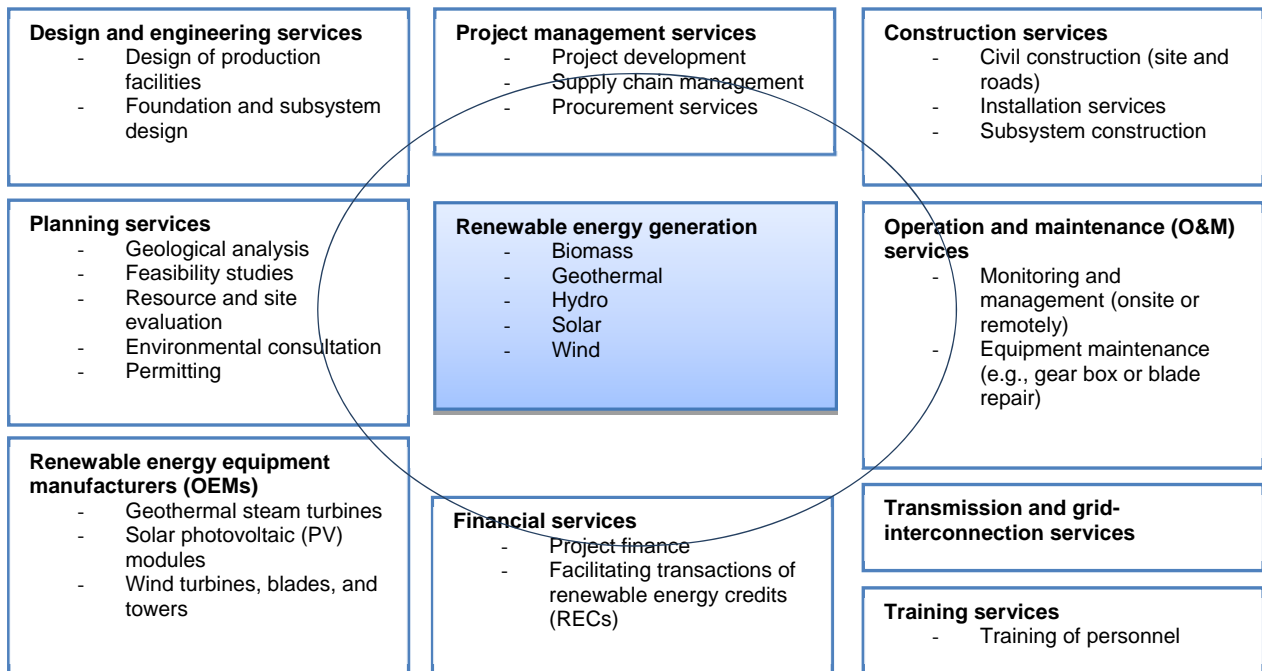 Design and engineering services
- Design of production
facilities
- Foundation and subsystem
design
Project management services
- Project development
- Supply chain management
- Procurement services
Construction services
- Civil construction (site and
roads)
- Installation services
- Subsystem construction
Planning services
- Geological analysis
- Feasibility studies
- Resource and site
evaluation
- Environmental consultation
- Permitting
Renewable energy generation
- Biomass
- Geothermal
- Hydro
- Solar
- Wind
Operation and maintenance (O&M)
services
- Monitoring and
management (onsite or
remotely)
- Equipment maintenance
(e.g., gear box or blade
repair)
Renewable energy equipment
manufacturers (OEMs)
- Geothermal steam turbines
- Solar photovoltaic (PV)
modules
- Wind turbines, blades, and
towers
Financial services
- Project finance
- Facilitating transactions of
renewable energy credits
(RECs)
Transmission and grid-
interconnection services
Training services
- Training of personnel